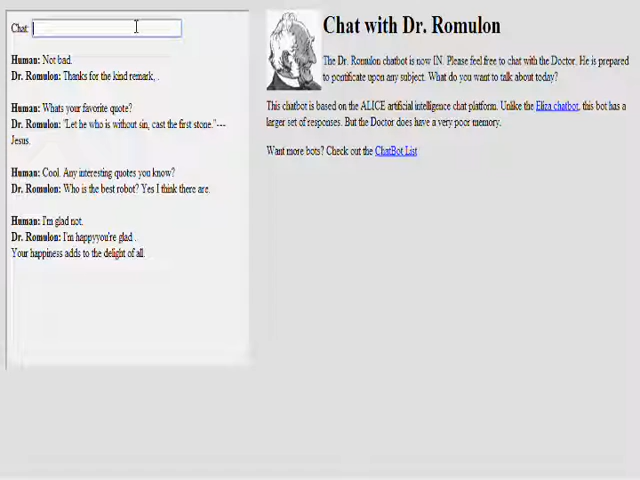 Chat:
Human: Not bad.
Dr. Romulon: Thanks for the kind remark, .
Human: Whats your favorite quote?
Dr. Romulon: "Let he who is without sin, cast the first stone."---
Jesus.
Human: Cool. Any interesting quotes you know?
Dr. Romulon: Who is the best robot? Yes I think there are.
Human: I'm glad not.
Dr. Romulon: I'm happyyou're glad .
Your happiness adds to the delight of all.
Chat with Dr. Romulon
The Dr. Romulon chatbot is now IN. Please feel free to chat with the Doctor. He is prepared
to pontificate upon any subject. What do you want to talk about today?
This chatbot is based on the ALICE artificial intelligence chat platform. Unlike the Eliza chatbot, this bot has a
larger set of responses. But the Doctor does have a very poor memory.
Want more bots? Check out the ChatBot List